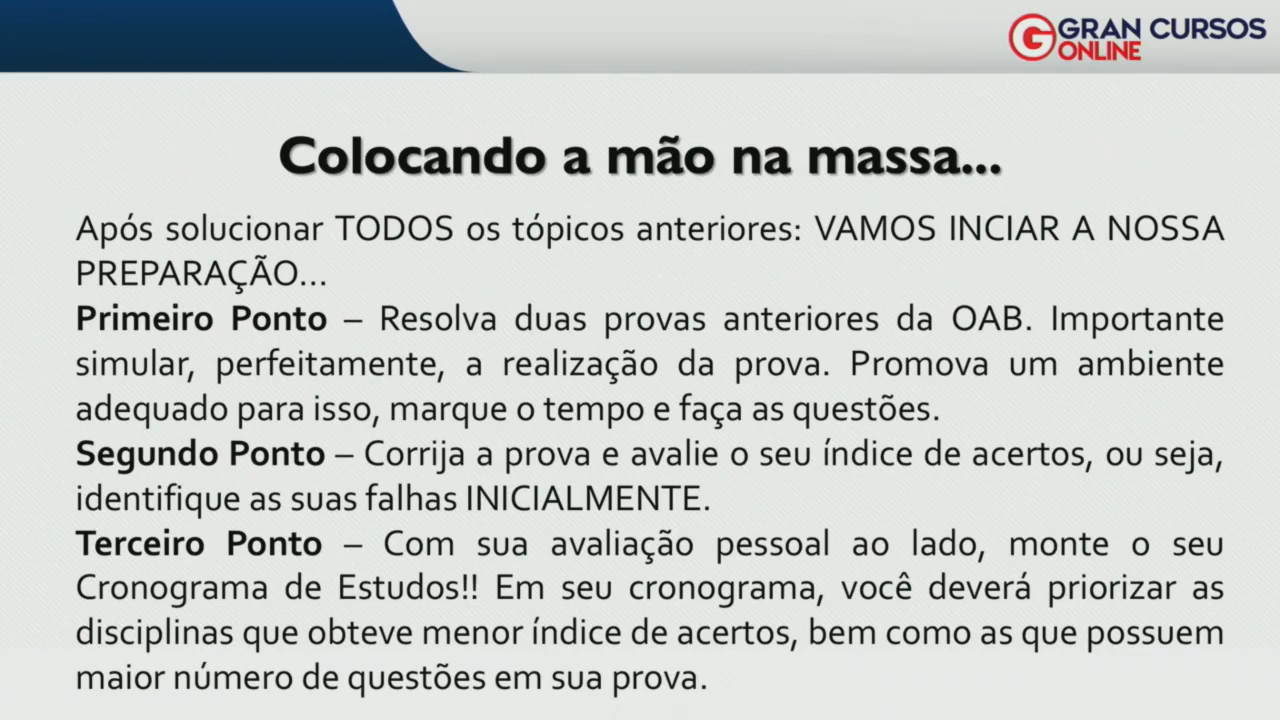 GRAN CURSOS
ONLINE
Colocando a mão na massa...
Após solucionar TODOS os tópicos anteriores: VAMOS INCIAR A NOSSA
PREPARAÇÃO...
Primeiro Ponto – Resolva duas provas anteriores da OAB. Importante
simular, perfeitamente, a realização da prova. Promova um ambiente
adequado para isso, marque o tempo e faça as questões.
Segundo Ponto – Corrija a prova e avalie o seu índice de acertos, ou seja,
identifique as suas falhas INICIALMENTE.
Terceiro Ponto – Com sua avaliação pessoal ao lado, monte o seu
Cronograma de Estudos!! Em seu cronograma, você deverá priorizar as
disciplinas que obteve menor índice de acertos, bem como as que possuem
maior número de questões em sua prova.